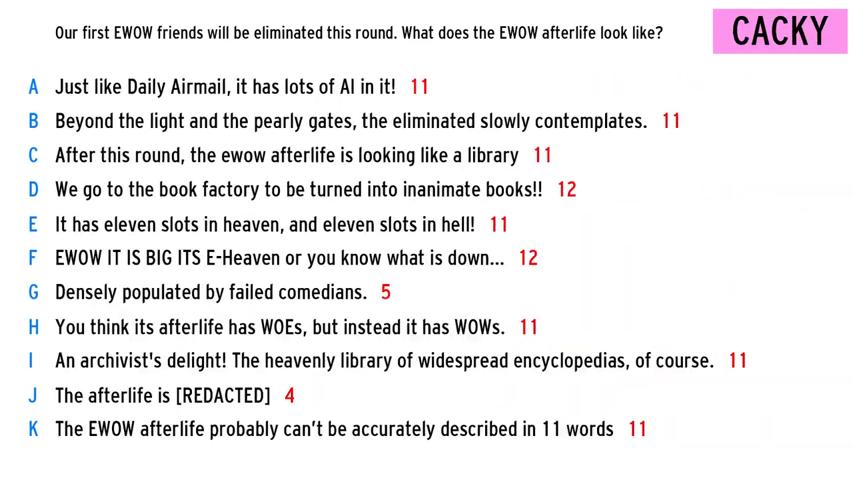 Our first EWOW friends will be eliminated this round. What does the EWOW afterlife look like?
CACKY
A Just like Daily Airmail, it has lots of AI in it! 11
B Beyond the light and the pearly gates, the eliminated slowly contemplates. 11
C After this round, the ewow afterlife is looking like a library 11
D We go to the book factory to be turned into inanimate books!! 12
E It has eleven slots in heaven, and eleven slots in hell! 11
F EWOW IT IS BIG ITS E-Heaven or you know what is down... 12
G Densely populated by failed comedians. 5
H You think its afterlife has WOEs, but instead it has WOWs. 11
I An archivist's delight! The heavenly library of widespread encyclopedias, of course. 11
J The afterlife is [REDACTED] 4
K The EWOW afterlife probably can’t be accurately described in 11 words 11